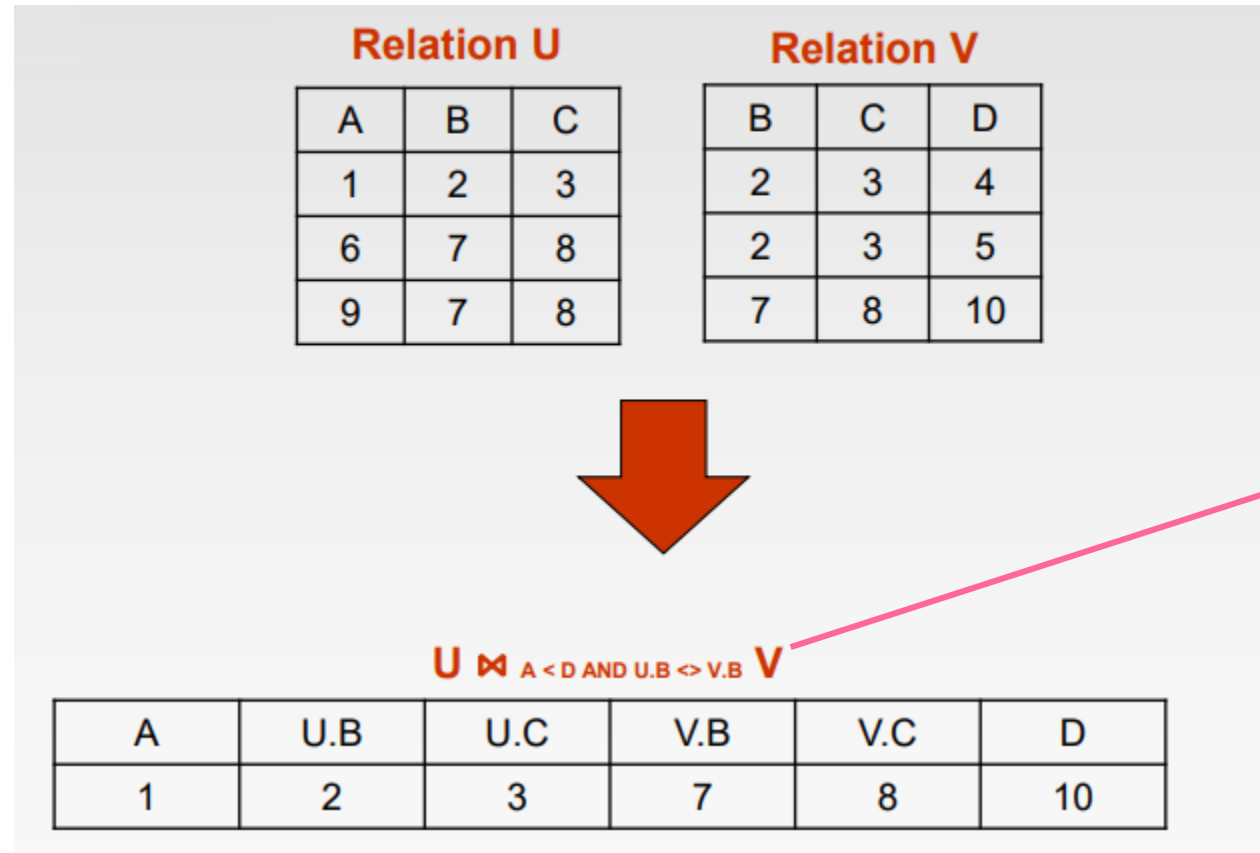 Relation U
Relation V
A B C
1 2 3
6 7 8
9 7 8
B C D
2 3 4
2 3 5
7 8 10
U ⋈ A < D AND U.B <> V.B V
A U.B U.C V.B V.C D
1 2 3 7 8 10